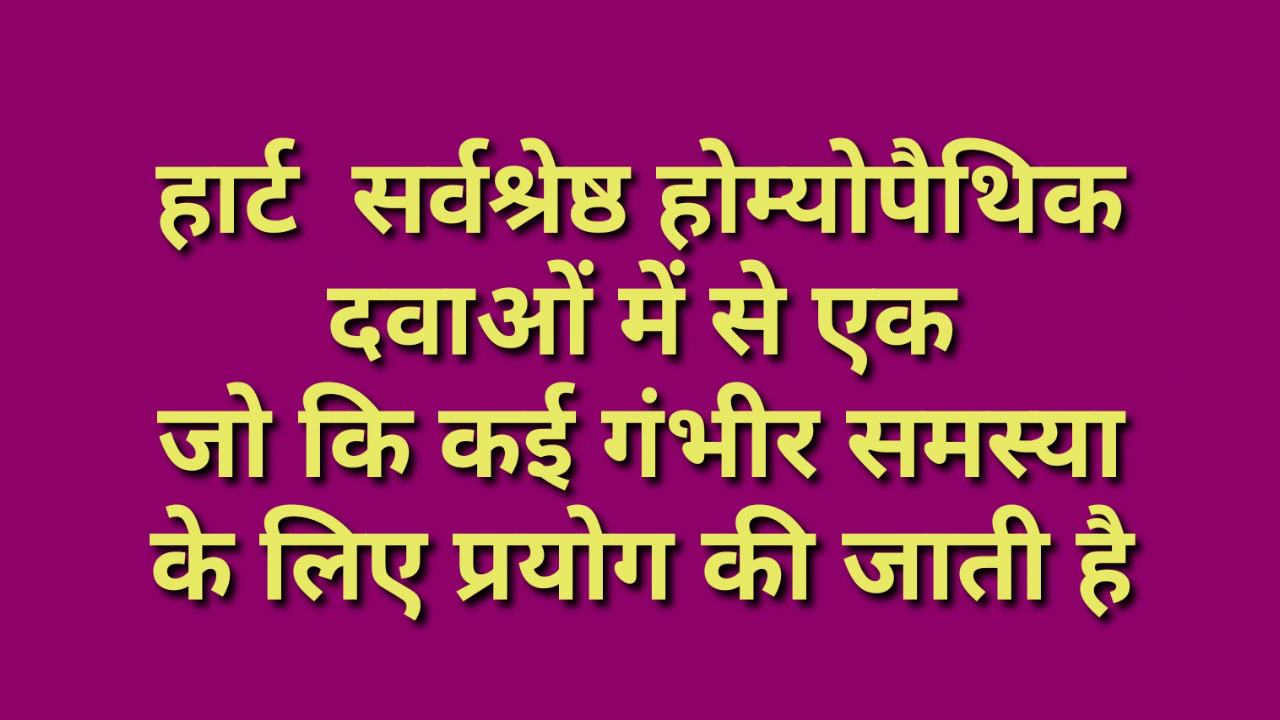 हार्ट  सर्वश्रेष्ठ होम्योपैथिक
दवाओं में से एक
जो कि कई गंभीर समस्या
के लिए प्रयोग की जाती है